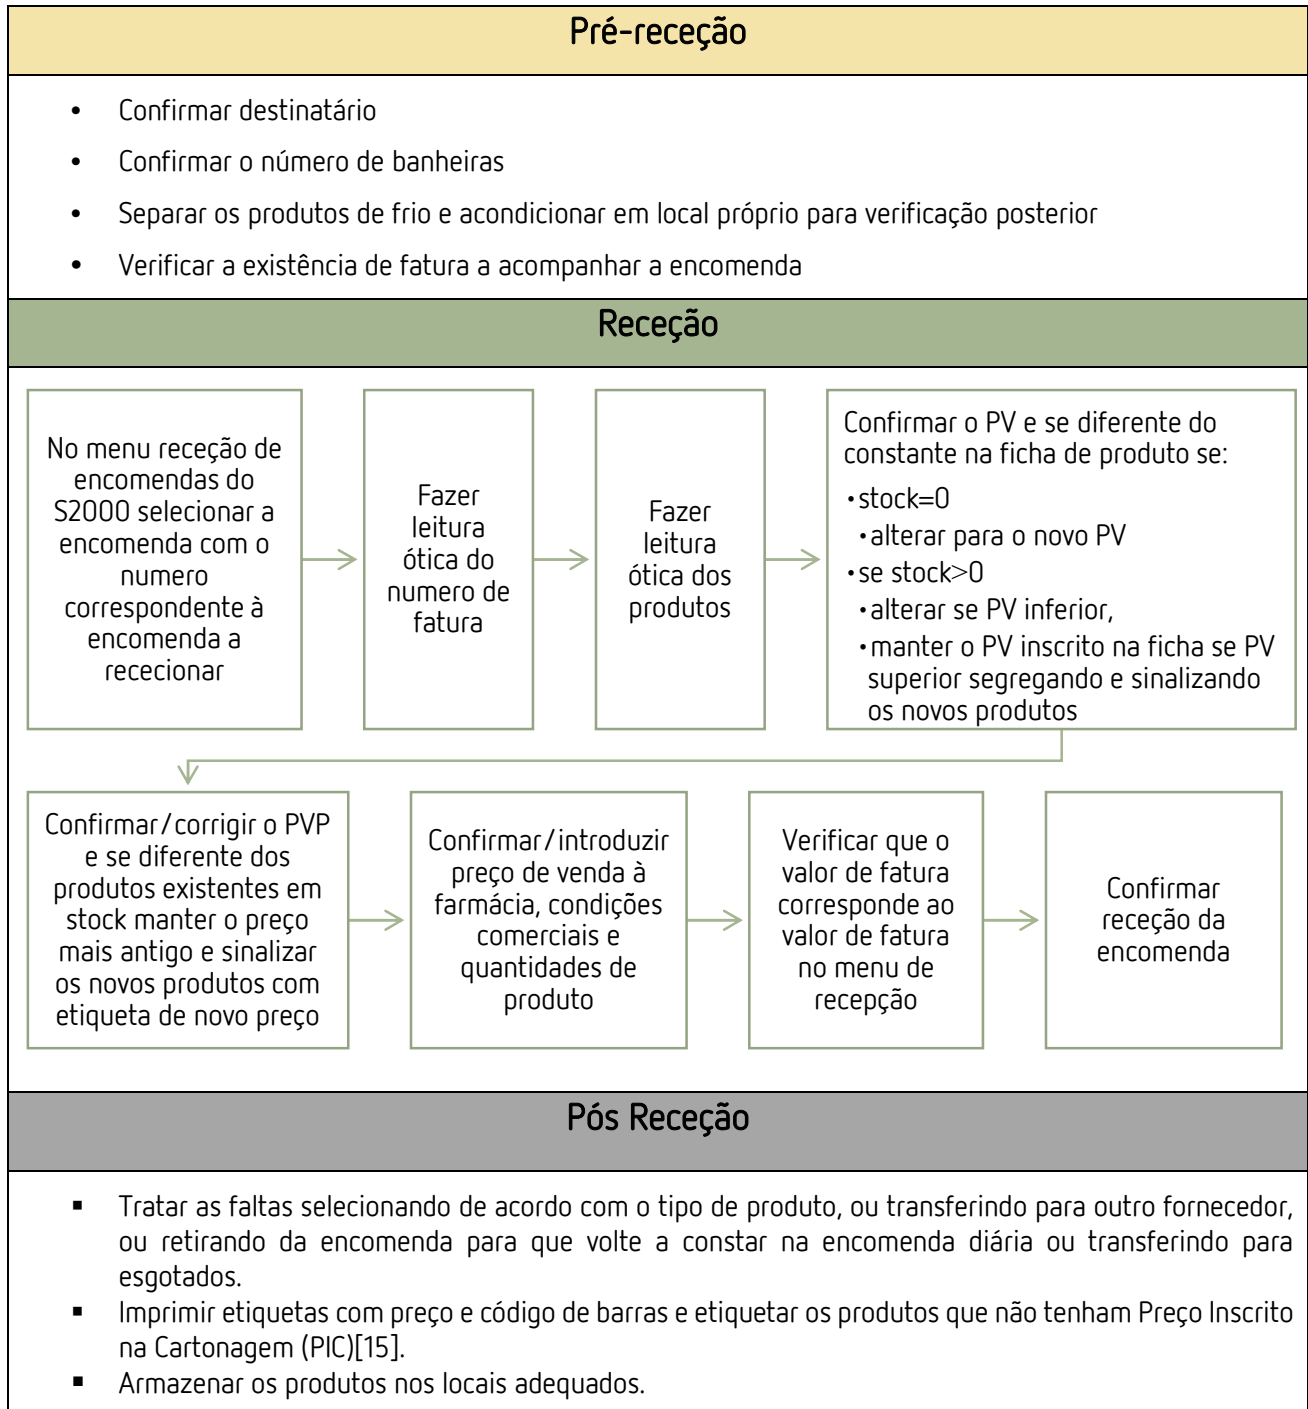 Pré-receção
• Confirmar destinatário
• Confirmar o número de banheiras
• Separar os produtos de frio e acondicionar em local próprio para verificação posterior
• Verificar a existência de fatura a acompanhar a encomenda
Receção
No menu receção de
encomendas do
S2000 selecionar a
encomenda com o
numero
correspondente à
encomenda a
rececionar
Fazer
leitura
ótica do
numero de
fatura
Fazer
leitura
ótica dos
produtos
Confirmar o PV e se diferente do
constante na ficha de produto se:
•stock=0
•alterar para o novo PV
•se stock>0
•alterar se PV inferior,
•manter o PV inscrito na ficha se PV
superior segregando e sinalizando
os novos produtos
Confirmar/corrigir o PVP
e se diferente dos
produtos existentes em
stock manter o preço
mais antigo e sinalizar
os novos produtos com
etiqueta de novo preço
Confirmar/introduzir
preço de venda à
farmácia, condições
comerciais e
quantidades de
produto
Verificar que o
valor de fatura
corresponde ao
valor de fatura
no menu de
recepção
Confirmar
receção da
encomenda
Pós Receção
▪ Tratar as faltas selecionando de acordo com o tipo de produto, ou transferindo para outro fornecedor,
ou retirando da encomenda para que volte a constar na encomenda diária ou transferindo para
esgotados.
▪ Imprimir etiquetas com preço e código de barras e etiquetar os produtos que não tenham Preço Inscrito
na Cartonagem (PIC)[15].
▪ Armazenar os produtos nos locais adequados.